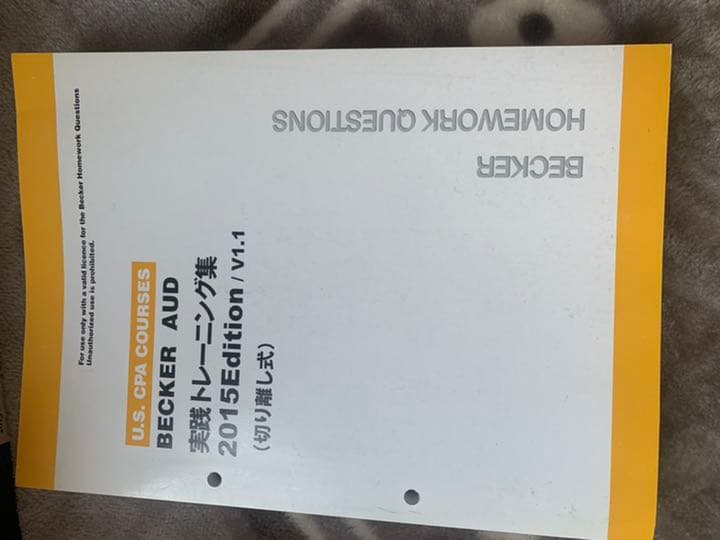 For use only with a valid licence for the Becker Homework Questions
Unauthorized use is prohibited.
U.S. CPA COURSES
BECKER AUD
実践トレーニング集
2015Edition / V1.1
(切り離し式)
BECKER
HOMEWORK QUESTIONS